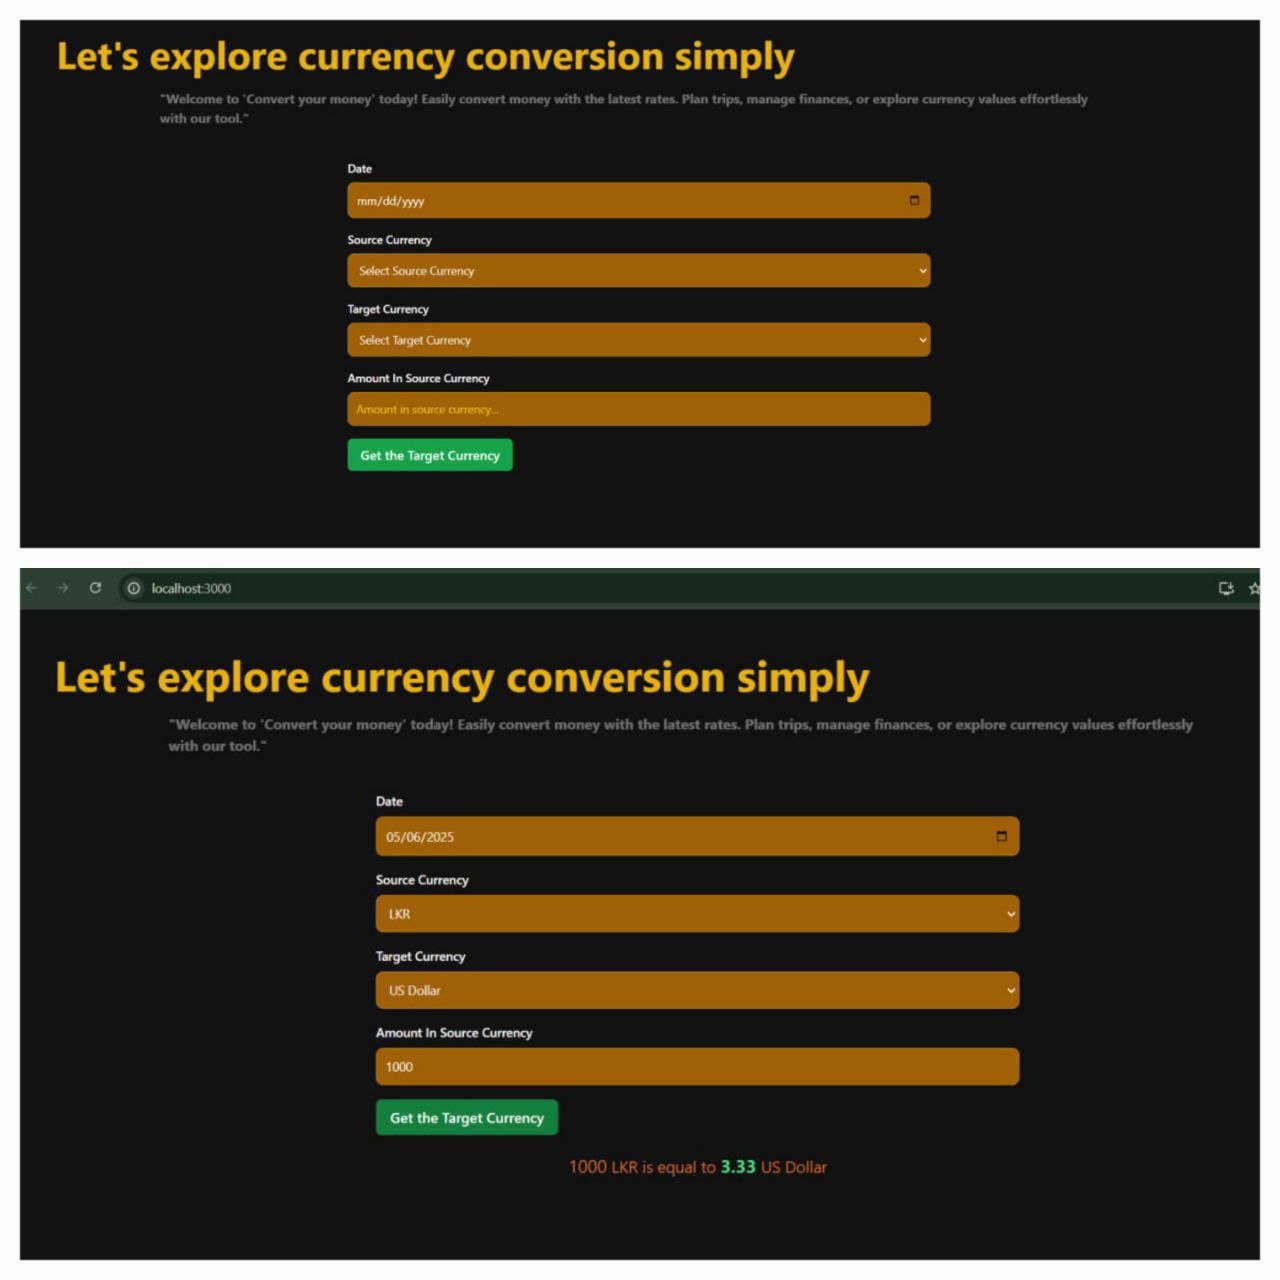 Let's explore currency conversion simply
"Welcome to 'Convert your money' today! Easily convert money with the latest rates. Plan trips, manage finances, or explore currency values effortlessly
with our tool."
Date
mm/dd/yyyy
Source Currency
Select Source Currency
Target Currency
Select Target Currency
Amount In Source Currency
Amount in source currency...
Get the Target Currency
localhost:3000
Let's explore currency conversion simply
"Welcome to 'Convert your money' today! Easily convert money with the latest rates. Plan trips, manage finances, or explore currency values effortlessly
with our tool."
Date
05/06/2025
Source Currency
LKR
Target Currency
US Dollar
Amount In Source Currency
1000
Get the Target Currency
1000 LKR is equal to 3.33 US Dollar